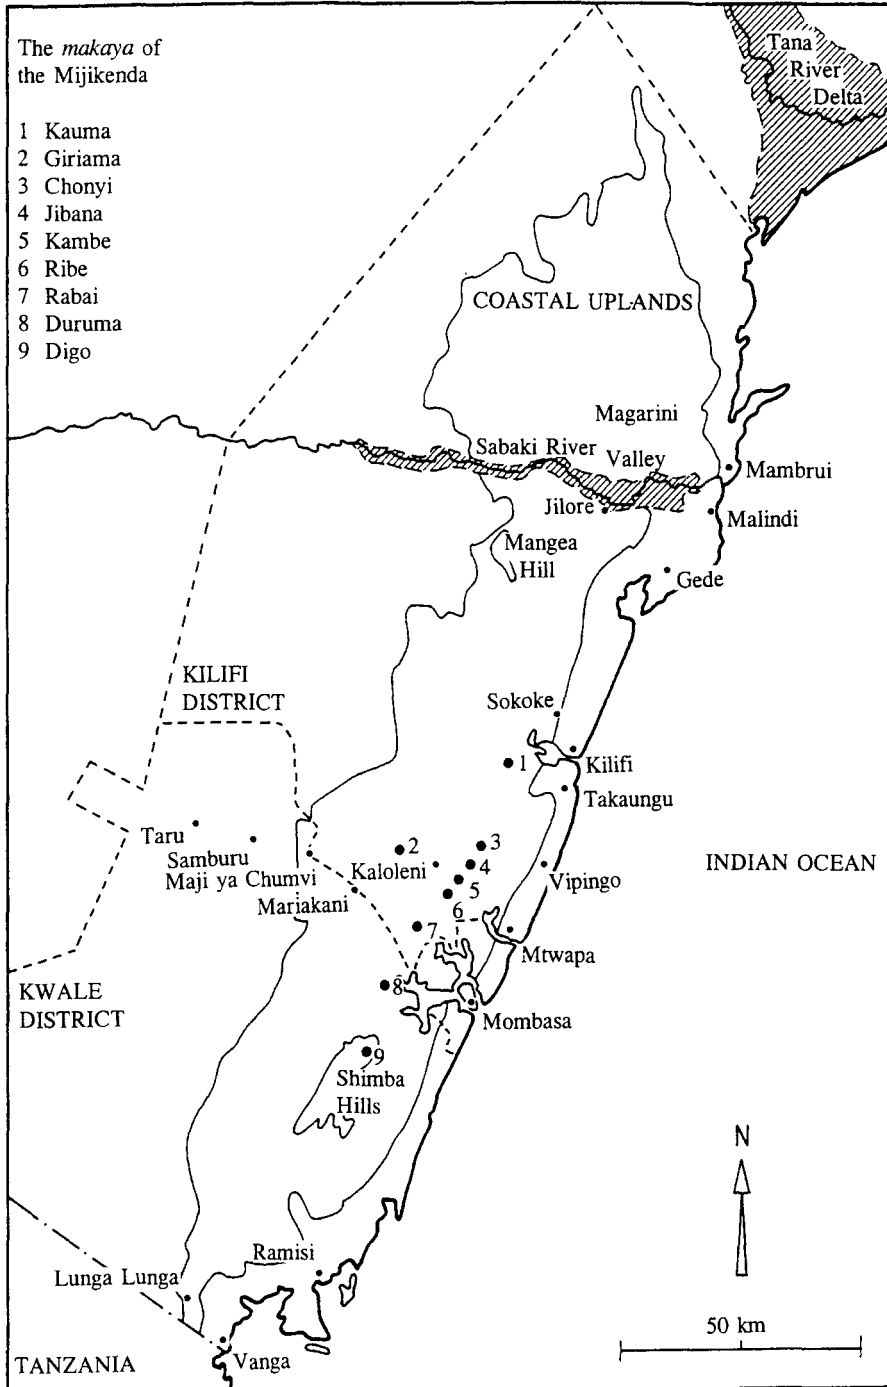 The makaya of
the Mijikenda
1 Kauma
2 Giriama
3 Chonyi
4 Jibana
5 Kambe
6 Ribe
7 Rabai
8 Duruma
9 Digo
Tana
River
Delta
COASTAL UPLANDS
Magarini
Sabaki River
Valley
Mambrui
Jilore
Malindi
Mangea
Hill
Gede
KILIFI
DISTRICT
Sokoke
1
Kilifi
Takaungu
Taru
Samburu
Maji ya Chumvi
2
3
Kaloleni
4
Vipingo
INDIAN OCEAN
Mariakani
5
6
7
Mtwapa
KWALE
DISTRICT
8
Mombasa
9
Shimba
Hills
N
Ramisi
Lunga Lunga
50 km
Vanga
TANZANIA